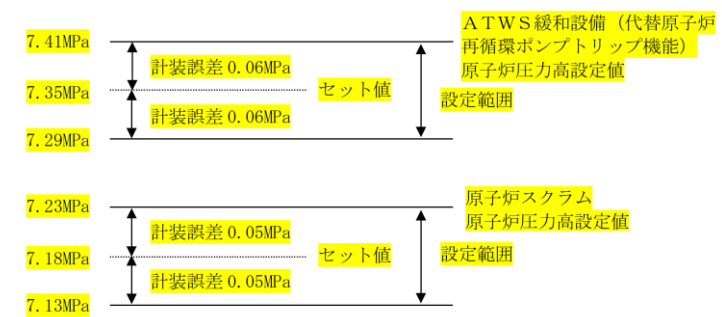 7.41MPa
ＡＴＷＳ緩和設備（代替原子炉
再循環ポンプトリップ機能）
原子炉圧力高設定値
計装誤差 0.06MPa
7.35MPa
セット値
設定範囲
計装誤差 0.06MPa
7.29MPa
7.23MPa
原子炉スクラム
原子炉圧力高設定値
計装誤差 0.05MPa
7.18MPa
セット値
設定範囲
計装誤差 0.05MPa
7.13MPa